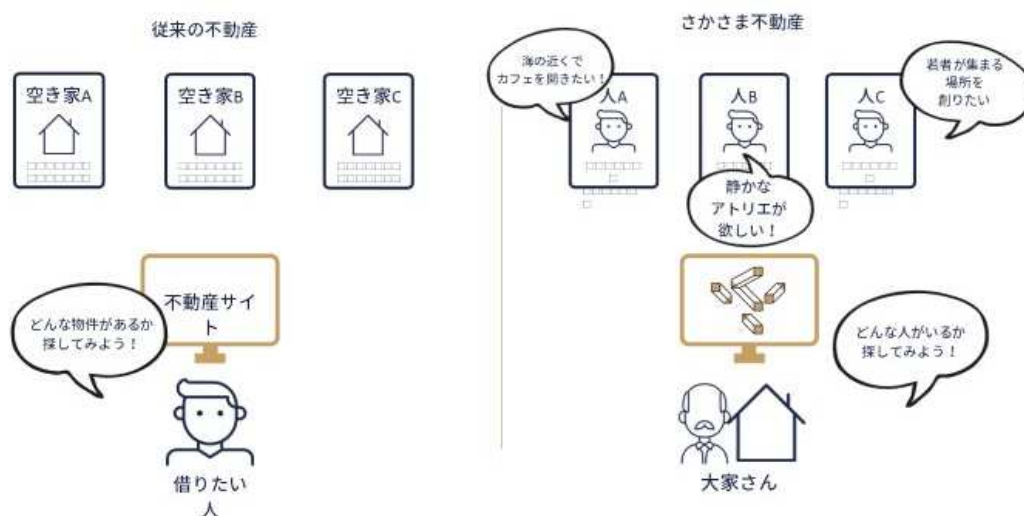 従来の不動産
空き家A
空き家B
空き家C
不動産サイ
ト
どんな物件があるか
探してみよう！
借りたい
人
さかさま不動産
海の近くで
カフェを開きたい！
人A
人B
人C
若者が集まる
場所を
創りたい
静かな
アトリエが
欲しい！
どんな人がいるか
探してみよう！
大家さん